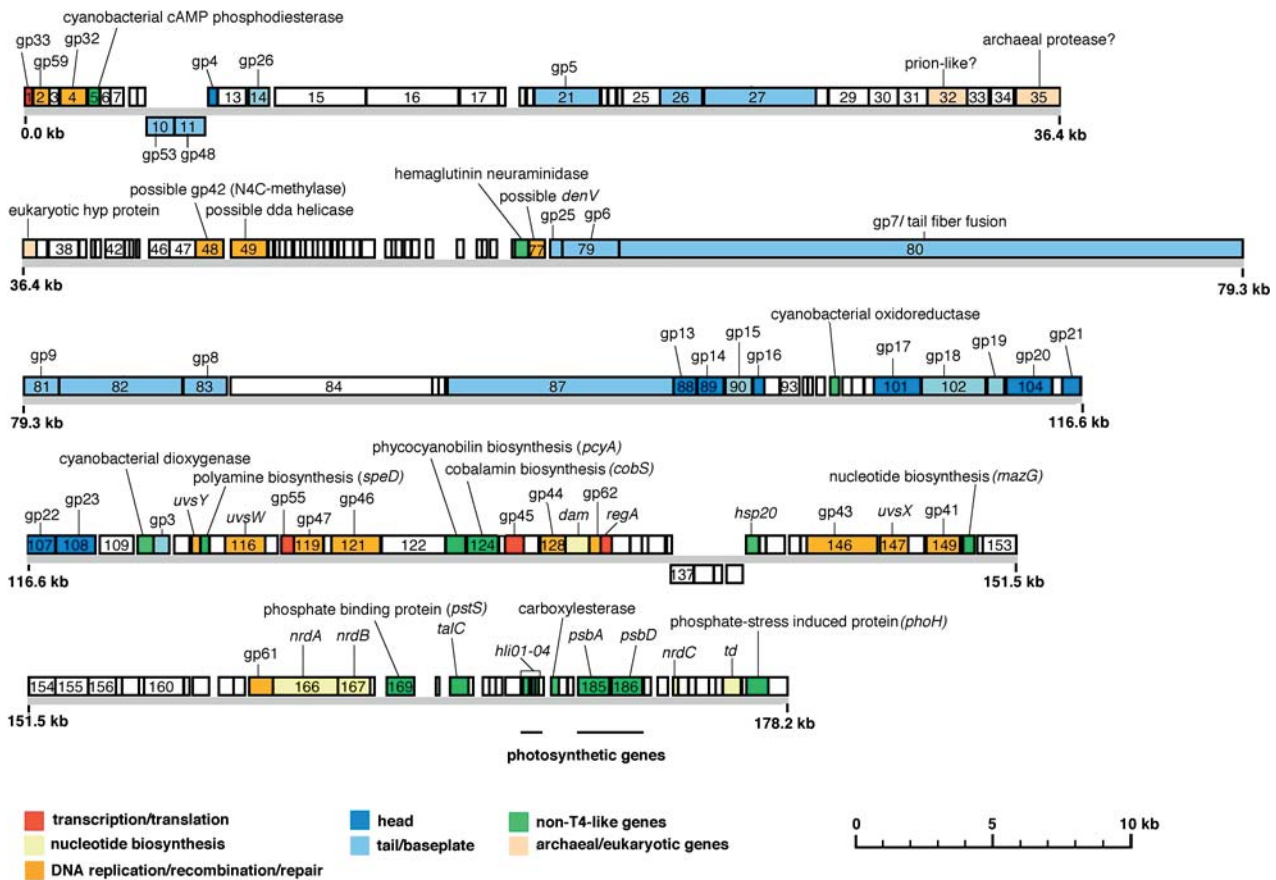 cyanobacterial cAMP phosphodiesterase
gp33 gp32
gp59 gp4 gp26 gp5 prion-like? archaeal protease?
1 2 3 4 5 6 7 13 14 15 16 17 21 25 26 27 29 30 31 32 33 34 35
0.0 kb 10 11 36.4 kb
gp53 gp48
hemaglutinin neuraminidase
possible gp42 (N4C-methylase) possible denV
eukaryotic hyp protein possible dda helicase gp25 gp6 gp7/ tail fiber fusion
38 42 46 47 48 49 77 79 80
36.4 kb 79.3 kb
cyanobacterial oxidoreductase
gp9 gp8 gp13 gp14 gp15 gp16 gp17 gp18 gp19 gp20 gp21
81 82 83 84 87 88 89 90 93 101 102 104
79.3 kb 116.6 kb
phycocyanobilin biosynthesis (pcyA)
cyanobacterial dioxygenase cobalamin biosynthesis (cobS) nucleotide biosynthesis (mazG)
polyamine biosynthesis (speD)
gp22 gp23 gp3 uvsY uvsW gp55 gp47 gp46 gp45 gp44 dam gp62 regA hsp20 gp43 uvsX gp41
107 108 109 116 119 121 122 124 128 146 147 149 153
116.6 kb 137 151.5 kb
phosphate binding protein (pstS) carboxylesterase phosphate-stress induced protein (phoH)
gp61 nrdA nrdB talC hli01-04 psbA psbD nrdC td
154 155 156 160 166 167 169 185 186
151.5 kb 178.2 kb
photosynthetic genes
transcription/translation head non-T4-like genes
nucleotide biosynthesis tail/baseplate archaeal/eukaryotic genes
DNA replication/recombination/repair
0 5 10 kb